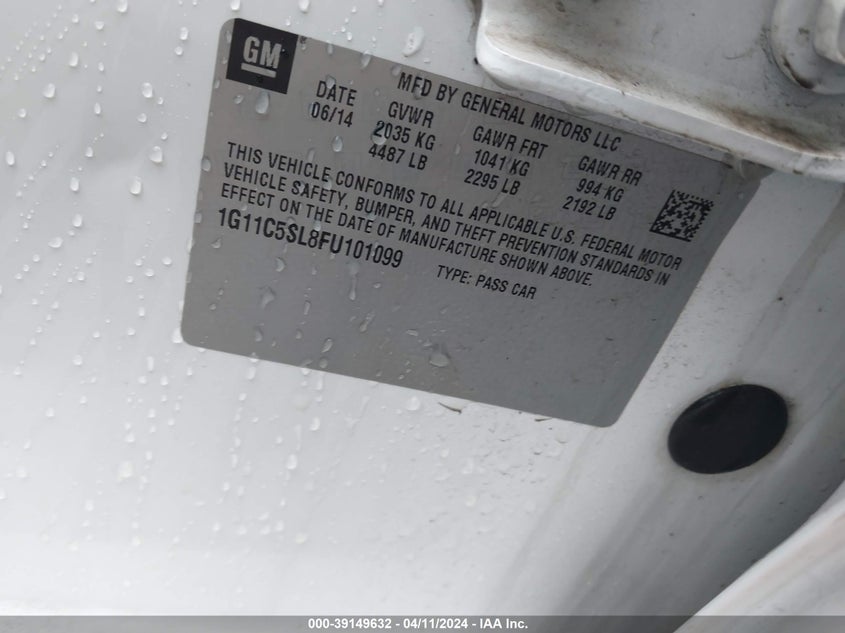 GM
MFD BY GENERAL MOTORS LLC
DATE GVWR GAWR FRT GAWR RR
06/14 2035 KG 1041 KG 994 KG
4487 LB 2295 LB 2192 LB
THIS VEHICLE CONFORMS TO ALL APPLICABLE U.S. FEDERAL MOTOR
VEHICLE SAFETY, BUMPER, AND THEFT PREVENTION STANDARDS IN
EFFECT ON THE DATE OF MANUFACTURE SHOWN ABOVE.
1G11C5SL8FU101099 TYPE: PASS CAR
000-39149632 - 04/11/2024 - IAA Inc.